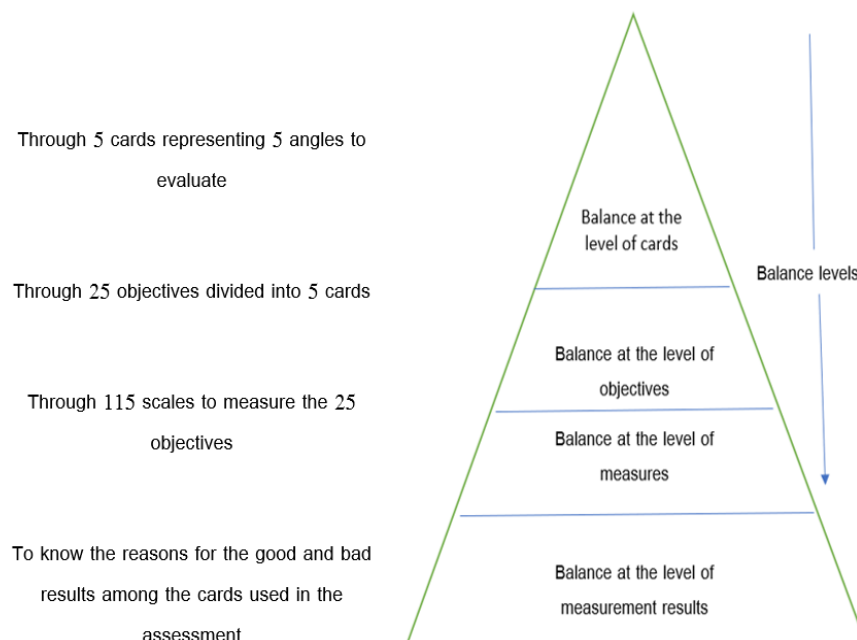 Through 5 cards representing 5 angles to
evaluate
Balance at the
level of cards
Balance levels
Through 25 objectives divided into 5 cards
Balance at the level of
objectives
Through 115 scales to measure the 25
objectives
Balance at the level of
measures
To know the reasons for the good and bad
results among the cards used in the
assessment
Balance at the level of
measurement results